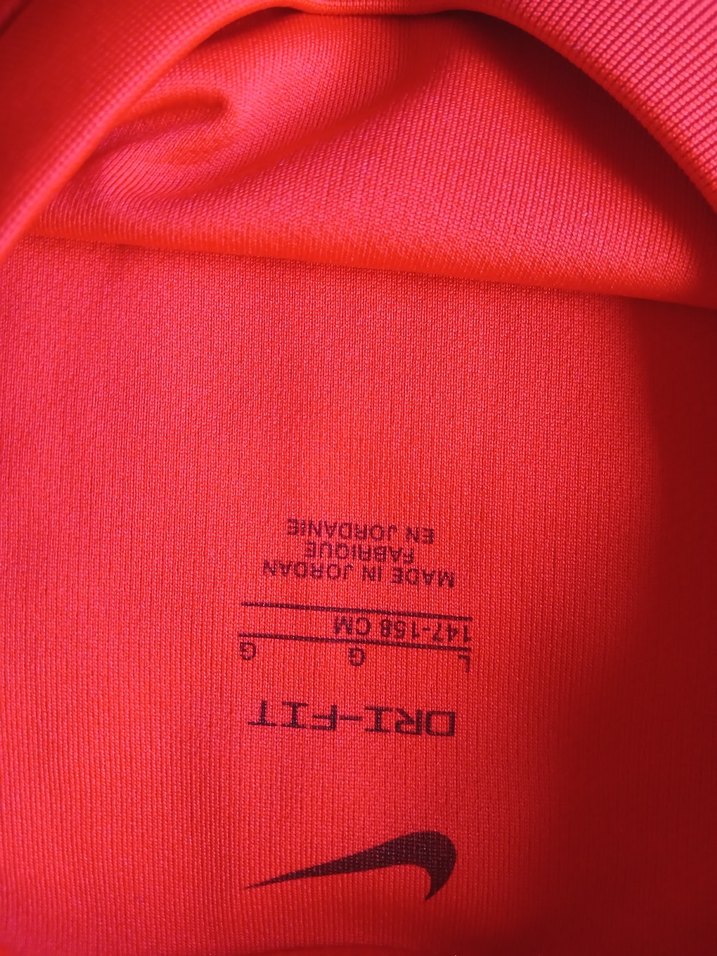 DRI-FIT
L G G
147-158 CM
MADE IN JORDAN
FABRIQUE
EN JORDANIE